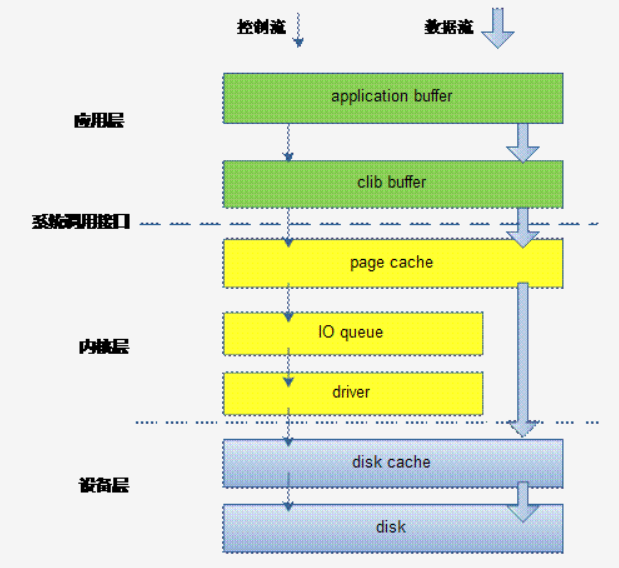 控制流
数据流
application buffer
应用层
clib buffer
系统调用接口
page cache
IO queue
内核层
driver
disk cache
设备层
disk